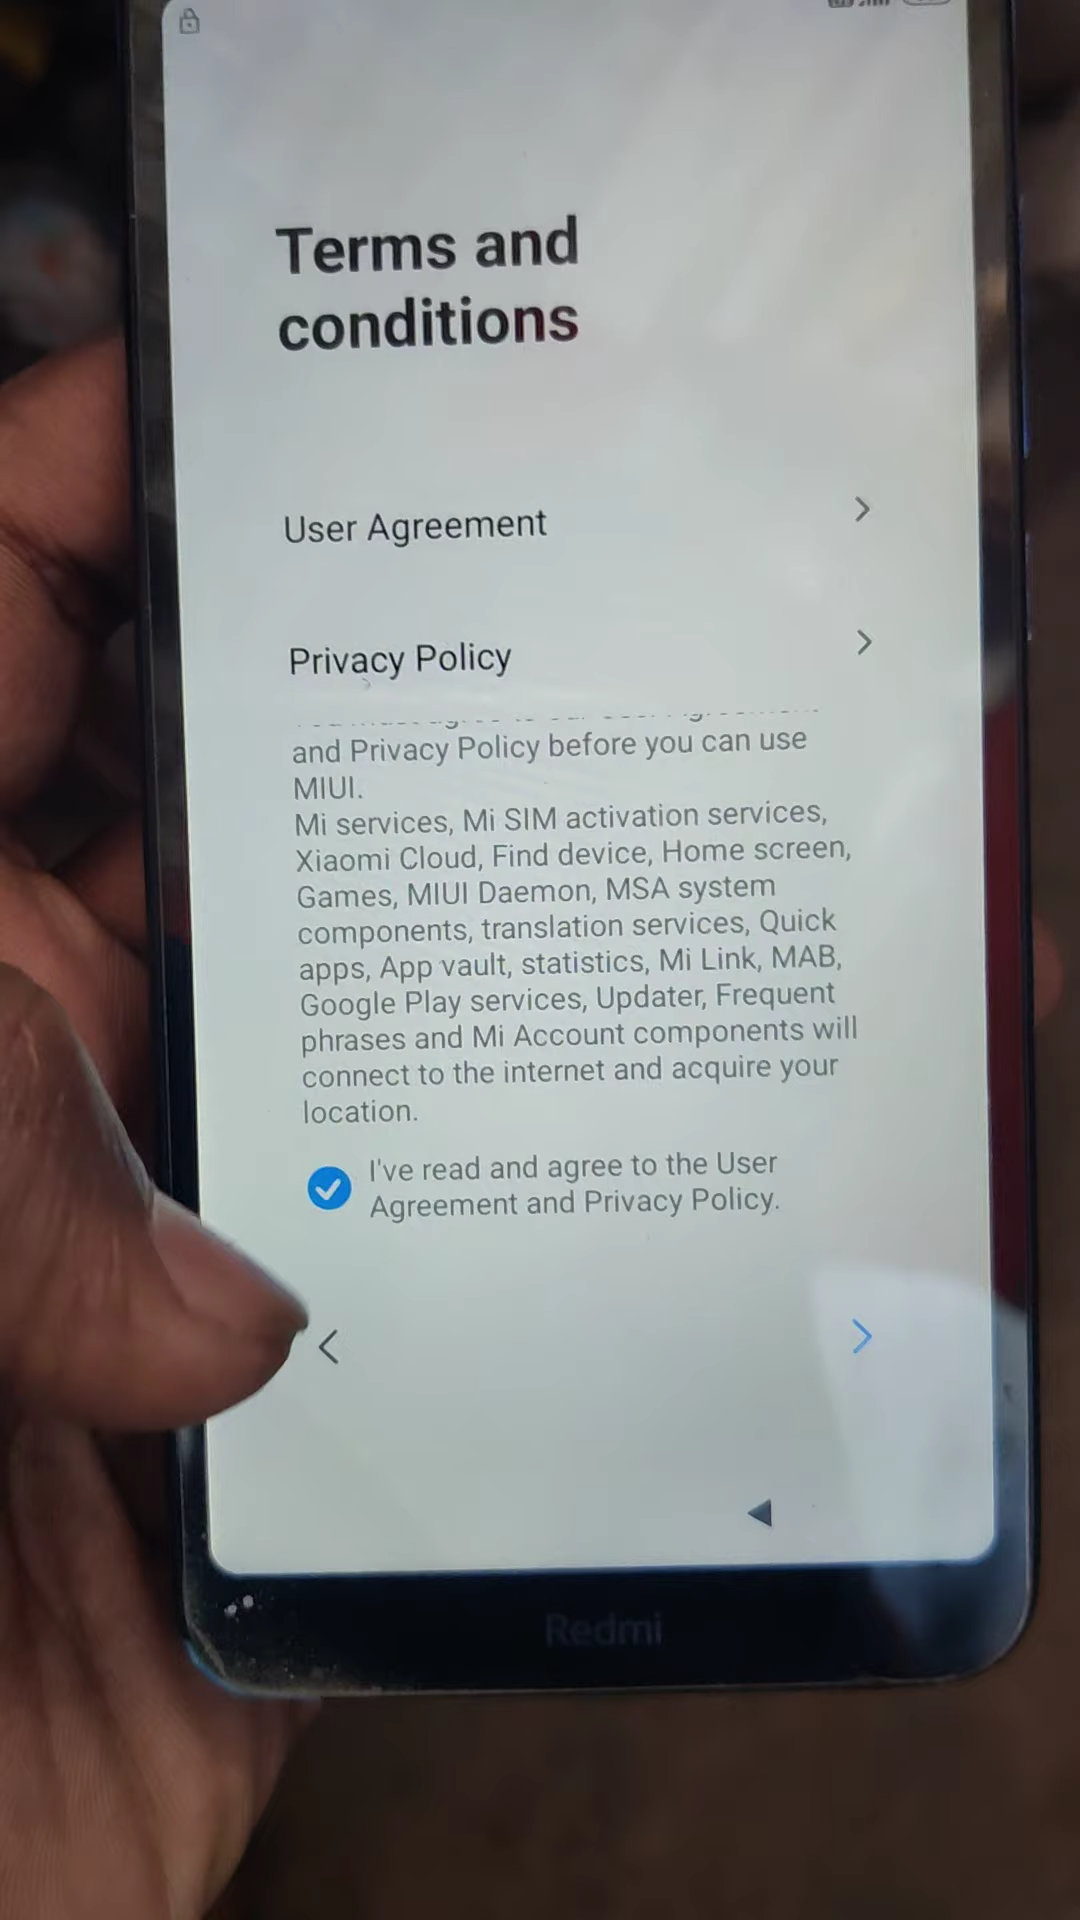 Terms and
conditions
User Agreement
Privacy Policy
and Privacy Policy before you can use
MIUI.
Mi services, Mi SIM activation services,
Xiaomi Cloud, Find device, Home screen,
Games, MIUI Daemon, MSA system
components, translation services, Quick
apps, App vault, statistics, Mi Link, MAB,
Google Play services, Updater, Frequent
phrases and Mi Account components will
connect to the internet and acquire your
location.
I've read and agree to the User
Agreement and Privacy Policy.
Redmi